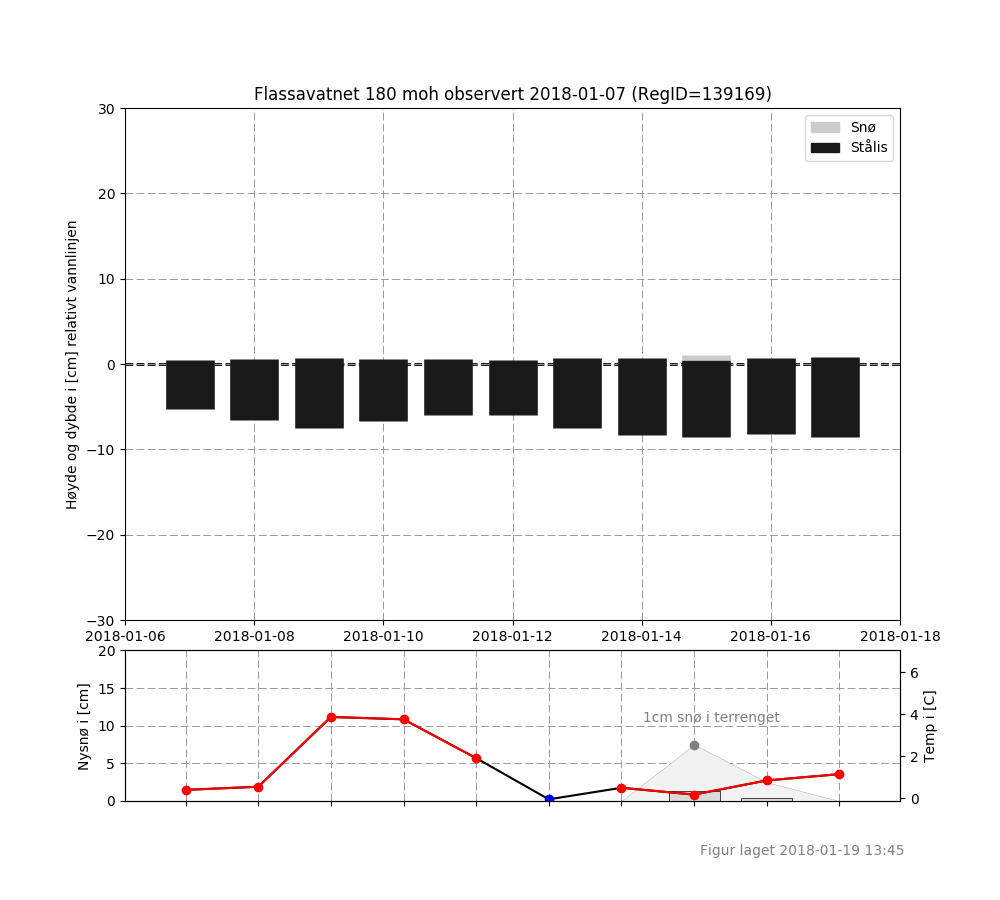 Flassavatnet 180 moh observert 2018-01-07 (RegID=139169)
Høyde og dybde i [cm] relativt vannlinjen
30
20
10
0
−10
−20
−30
Snø
Stålis
2018-01-06 2018-01-08 2018-01-10 2018-01-12 2018-01-14 2018-01-16 2018-01-18
Nysnø i [cm]
20
15
10
5
0
1cm snø i terrenget
6
4
2
0
Temp i [C]
Figur laget 2018-01-19 13:45